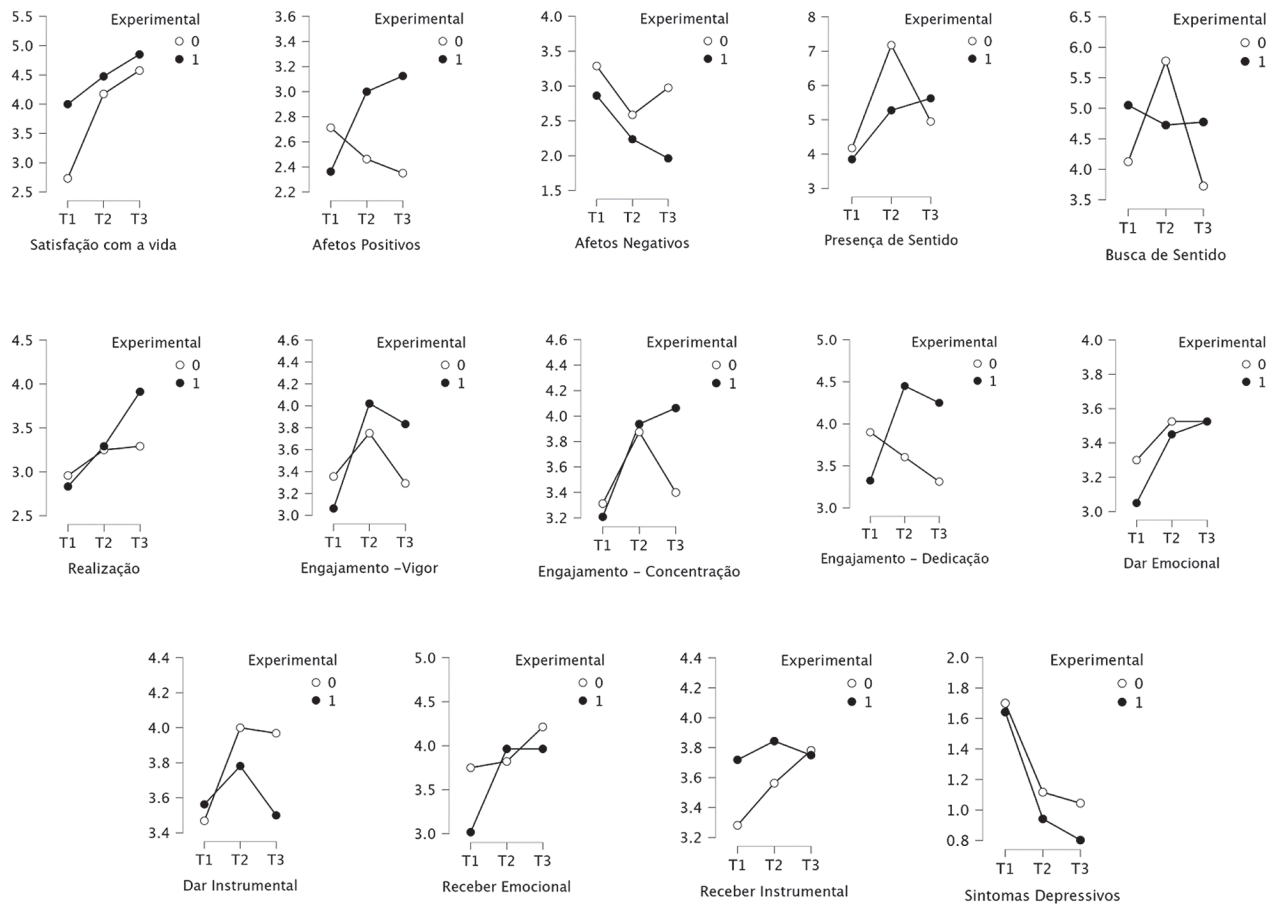 5.5
5.0
4.5
4.0
3.5
3.0
2.5
Experimental
0
1
T1 T2 T3
Satisfação com a vida
3.6
3.4
3.2
3.0
2.8
2.6
2.4
2.2
Experimental
0
1
T1 T2 T3
Afetos Positivos
4.0
3.5
3.0
2.5
2.0
1.5
Experimental
0
1
T1 T2 T3
Afetos Negativos
8
7
6
5
4
3
Experimental
0
1
T1 T2 T3
Presença de Sentido
6.5
6.0
5.5
5.0
4.5
4.0
3.5
Experimental
0
1
T1 T2 T3
Busca de Sentido
4.5
4.0
3.5
3.0
2.5
Experimental
0
1
T1 T2 T3
Realização
4.6
4.4
4.2
4.0
3.8
3.6
3.4
3.2
3.0
Experimental
0
1
T1 T2 T3
Engajamento –Vigor
4.6
4.4
4.2
4.0
3.8
3.6
3.4
3.2
Experimental
0
1
T1 T2 T3
Engajamento – Concentração
5.0
4.5
4.0
3.5
3.0
Experimental
0
1
T1 T2 T3
Engajamento – Dedicação
4.0
3.8
3.6
3.4
3.2
3.0
Experimental
0
1
T1 T2 T3
Dar Emocional
4.4
4.2
4.0
3.8
3.6
3.4
Experimental
0
1
T1 T2 T3
Dar Instrumental
5.0
4.5
4.0
3.5
3.0
Experimental
0
1
T1 T2 T3
Receber Emocional
4.4
4.2
4.0
3.8
3.6
3.4
3.2
Experimental
0
1
T1 T2 T3
Receber Instrumental
2.0
1.8
1.6
1.4
1.2
1.0
0.8
Experimental
0
1
T1 T2 T3
Sintomas Depressivos